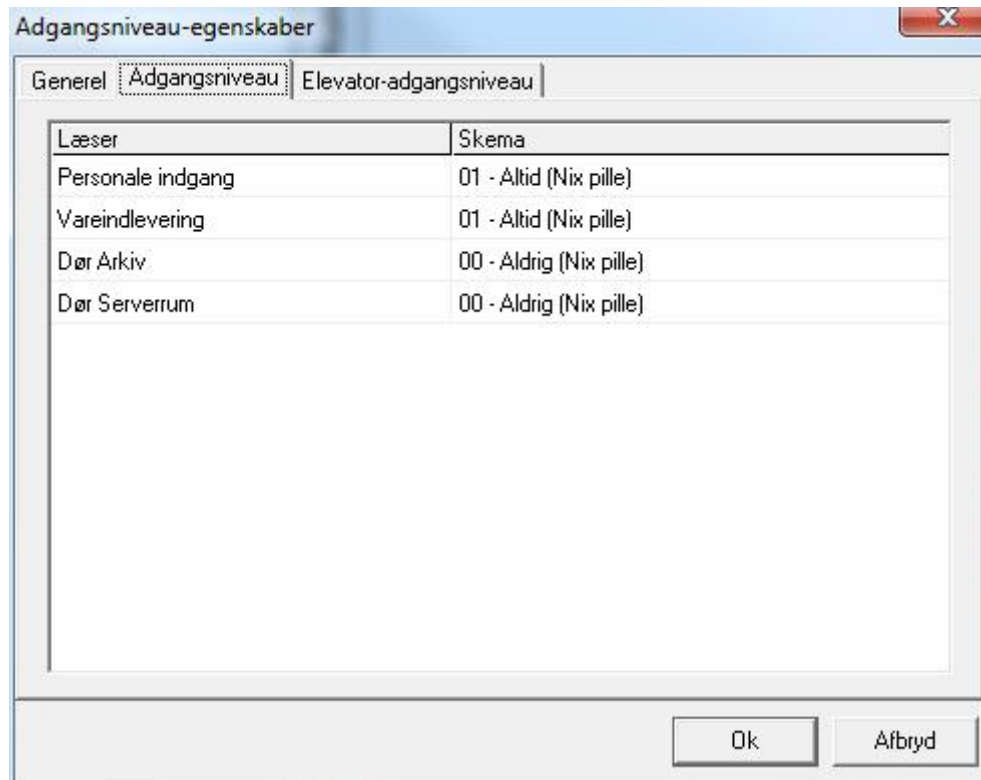 Adgangsniveau-egenskaber
Generel Adgangsniveau Elevator-adgangsniveau
Læser Skema
Personale indgang 01 - Altid (Nix pille)
Vareindlevering 01 - Altid (Nix pille)
Dør Arkiv 00 - Aldrig (Nix pille)
Dør Serverrum 00 - Aldrig (Nix pille)
Ok Afbryd